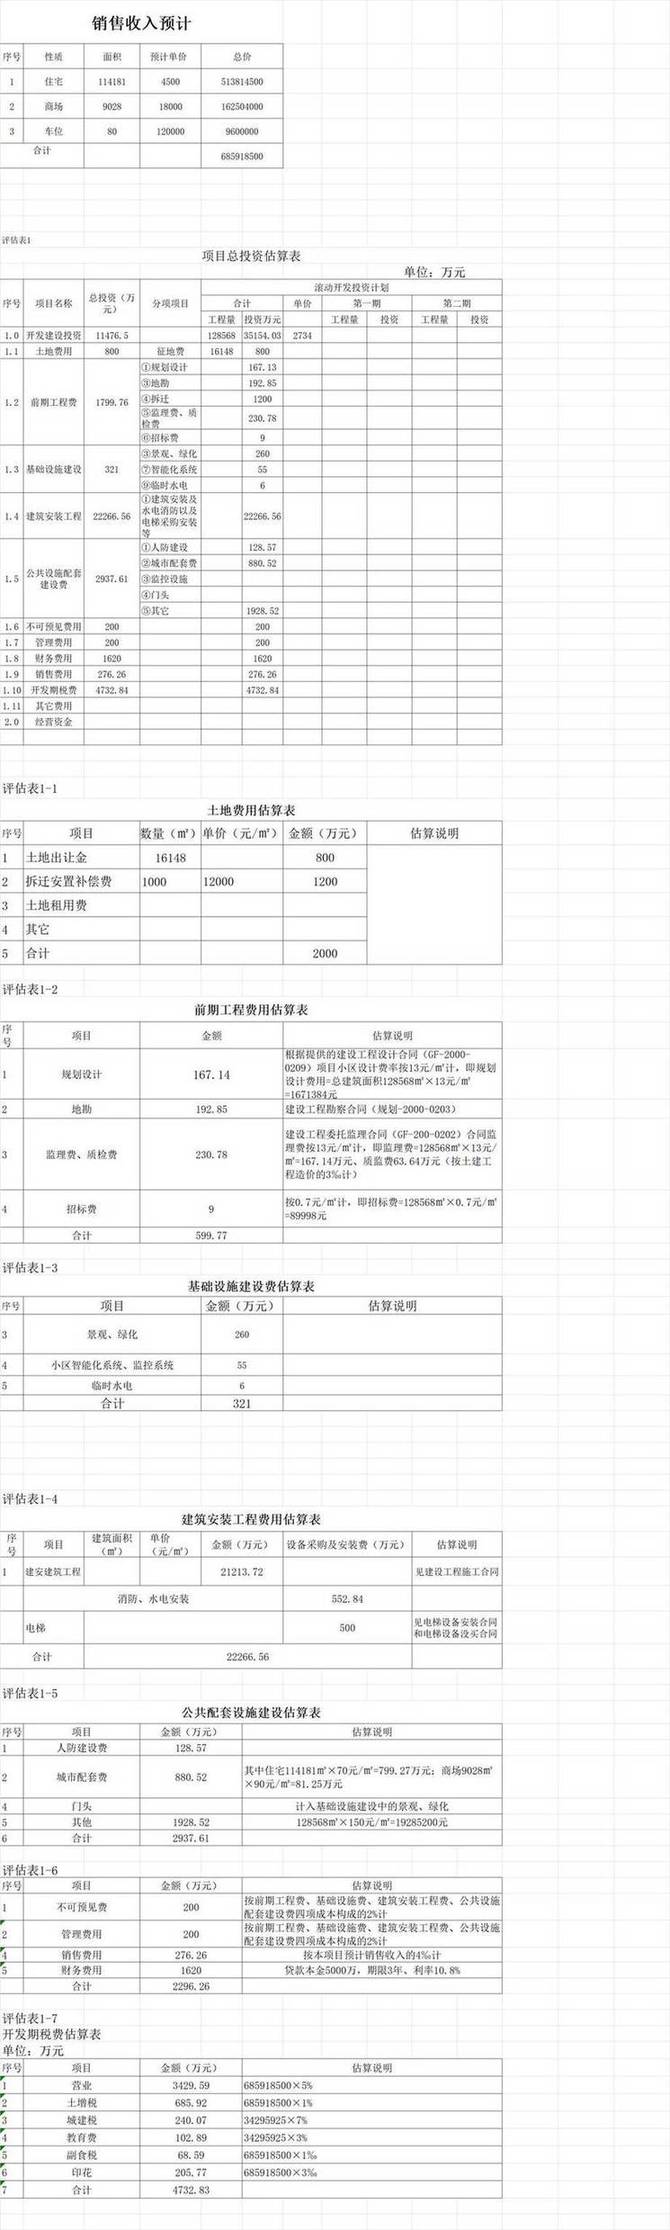 销售收入预计
序号 性质 面积 预计单价 总价
1 住宅 114181 4500 513814500
2 商场 9028 18000 162504000
3 车位 80 120000 9600000
合计 685918500
评估表1
项目总投资估算表
单位：万元
序号 项目名称 总投资（万元） 分项项目 滚动开发投资计划
合计 单价 第一期 第二期
工程量 投资万元 工程量 投资 工程量 投资
1.0 开发建设投资 11476.5 128568 35154.03 2734
1.1 土地费用 800 征地费 16148 800
1.2 前期工程费 1799.76 ①规划设计 167.13
③地勘 192.85
④拆迁 1200
⑤监理费、质检费 230.78
⑥招标费 9
1.3 基础设施建设 321 ③景观、绿化 260
⑦智能化系统 55
⑨临时水电 6
1.4 建筑安装工程 22266.56 ①建筑安装及水电消防以及电梯采购安装等 22266.56
1.5 公共设施配套建设费 2937.61 ①人防建设 128.57
②城市配套费 880.52
③监控设施
④门头
⑤其它 1928.52
1.6 不可预见费用 200 200
1.7 管理费用 200 200
1.8 财务费用 1620 1620
1.9 销售费用 276.26 276.26
1.10 开发期税费 4732.84 4732.84
1.11 其它费用
2.0 经营资金
评估表1-1
土地费用估算表
序号 项目 数量（㎡） 单价（元/㎡） 金额（万元） 估算说明
1 土地出让金 16148 800
2 拆迁安置补偿费 1000 12000 1200
3 土地租用费
4 其它
5 合计 2000
评估表1-2
前期工程费用估算表
序号 项目 金额 估算说明
1 规划设计 167.14 根据提供的建设工程设计合同（GF-2000-0209）项目小区设计费率按13元/㎡计，即规划设计费用=总建筑面积128568㎡×13元/㎡=1671384元
2 地勘 192.85 建设工程勘察合同（规划-2000-0203）
3 监理费、质检费 230.78 建设工程委托监理合同（GF-200-0202）合同监理费按13元/㎡计，即监理费=128568㎡×13元/㎡=167.14万元、质监费63.64万元（按土建工程造价的3‰计）
4 招标费 9 按0.7元/㎡计，即招标费=128568㎡×0.7元/㎡=89998元
合计 599.77
评估表1-3
基础设施建设费估算表
序号 项目 金额（万元） 估算说明
3 景观、绿化 260
4 小区智能化系统、监控系统 55
5 临时水电 6
合计 321
评估表1-4
建筑安装工程费用估算表
序号 项目 建筑面积（㎡） 单价（元/㎡） 金额（万元） 设备采购及安装费（万元） 估算说明
1 建安建筑工程 21213.72 见建设工程施工合同
消防、水电安装 552.84
电梯 500 见电梯设备安装合同和电梯设备没买合同
合计 22266.56
评估表1-5
公共配套设施建设估算表
序号 项目 金额（万元） 估算说明
1 人防建设费 128.57
2 城市配套费 880.52 其中住宅114181㎡×70元/㎡=799.27万元；商场9028㎡×90元/㎡=81.25万元
4 门头 计入基础设施建设中的景观、绿化
5 其他 1928.52 128568㎡×150元/㎡=19285200元
6 合计 2937.61
评估表1-6
序号 项目 金额（万元） 估算说明
1 不可预见费 200 按前期工程费、基础设施费、建筑安装工程费、公共设施配套建设费四项成本构成的2%计
2 管理费用 200 按前期工程费、基础设施费、建筑安装工程费、公共设施配套建设费四项成本构成的2%计
4 销售费用 276.26 按本项目预计销售收入的4‰计
5 财务费用 1620 贷款本金5000万，期限3年、利率10.8%
合计 2296.26
评估表1-7
开发期税费估算表
单位：万元
序号 项目 金额（万元） 估算说明
1 营业 3429.59 685918500×5%
2 土增税 685.92 685918500×1%
3 城建税 240.07 34295925×7%
4 教育费 102.89 34295925×3%
5 副食税 68.59 685918500×1‰
6 印花 205.77 685918500×3‰
7 合计 4732.83